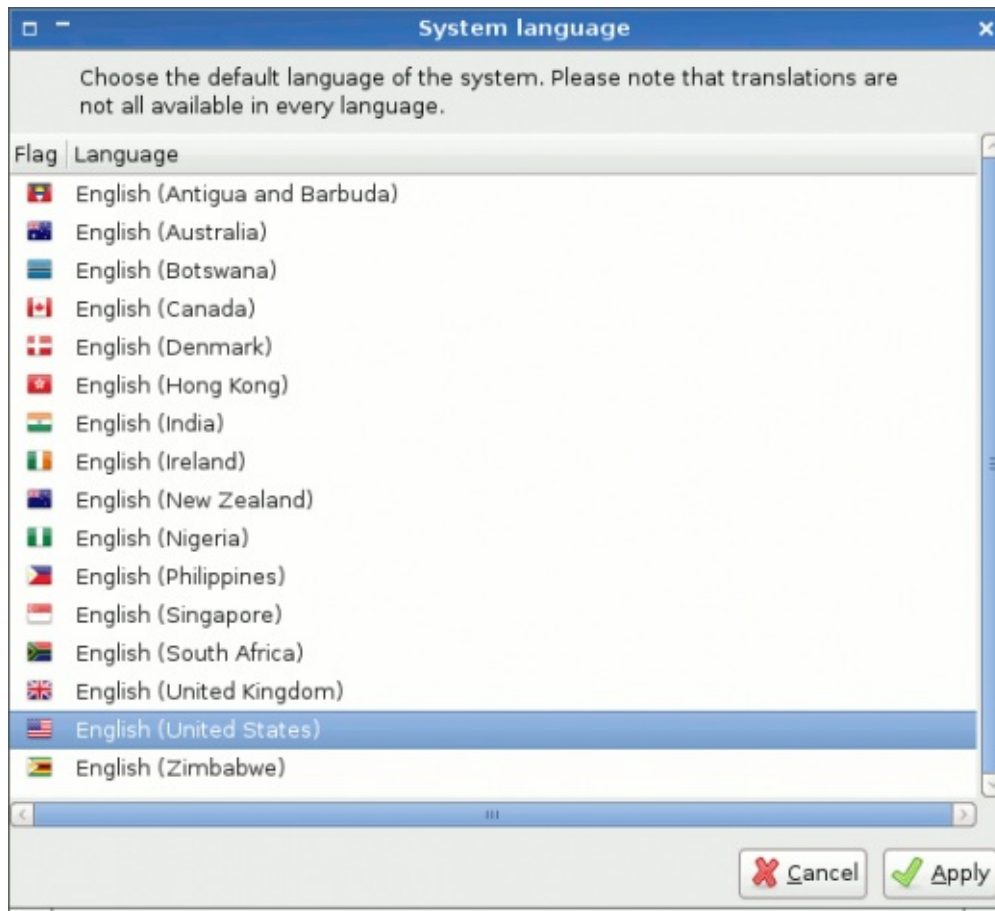 System language
Choose the default language of the system. Please note that translations are
not all available in every language.
Flag Language
English (Antigua and Barbuda)
English (Australia)
English (Botswana)
English (Canada)
English (Denmark)
English (Hong Kong)
English (India)
English (Ireland)
English (New Zealand)
English (Nigeria)
English (Philippines)
English (Singapore)
English (South Africa)
English (United Kingdom)
English (United States)
English (Zimbabwe)
Cancel Apply